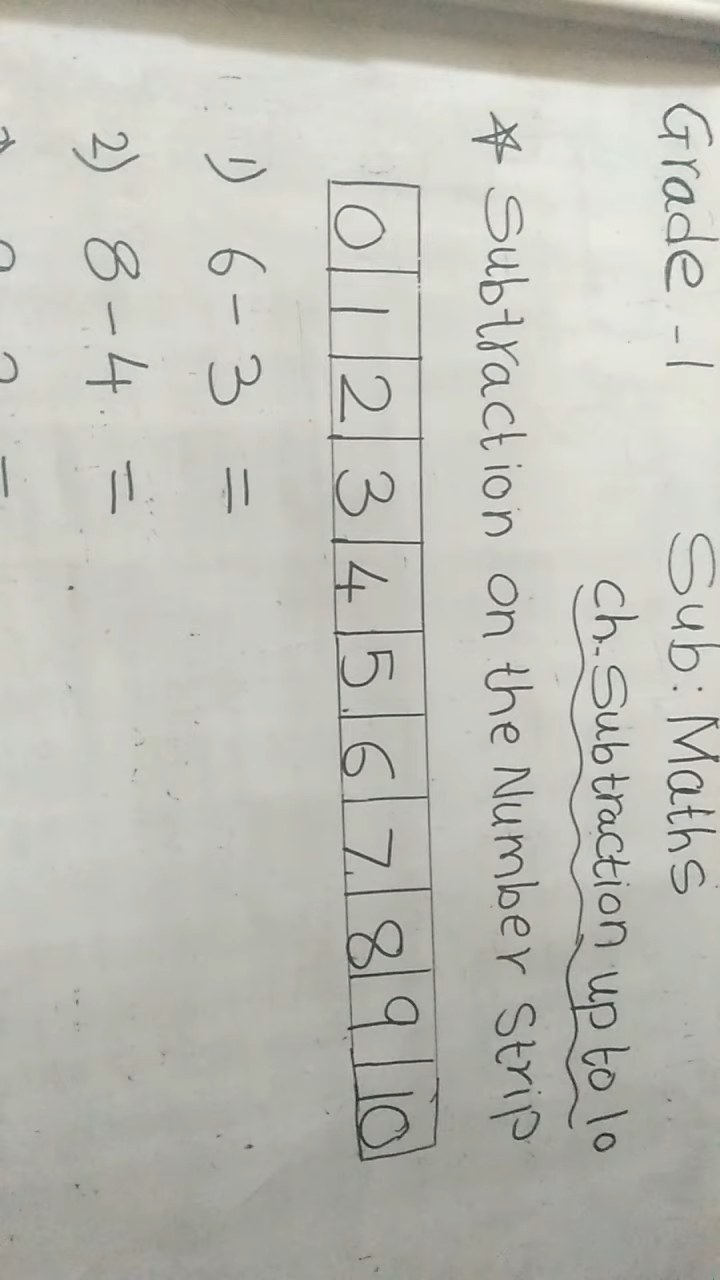 Grade - 1 Sub: Maths
Ch-Subtraction up to 10
☆ Subtraction on the Number Strip
0 1 2 3 4 5 6 7 8 9 10
1) 6 - 3 =
2) 8 - 4 =